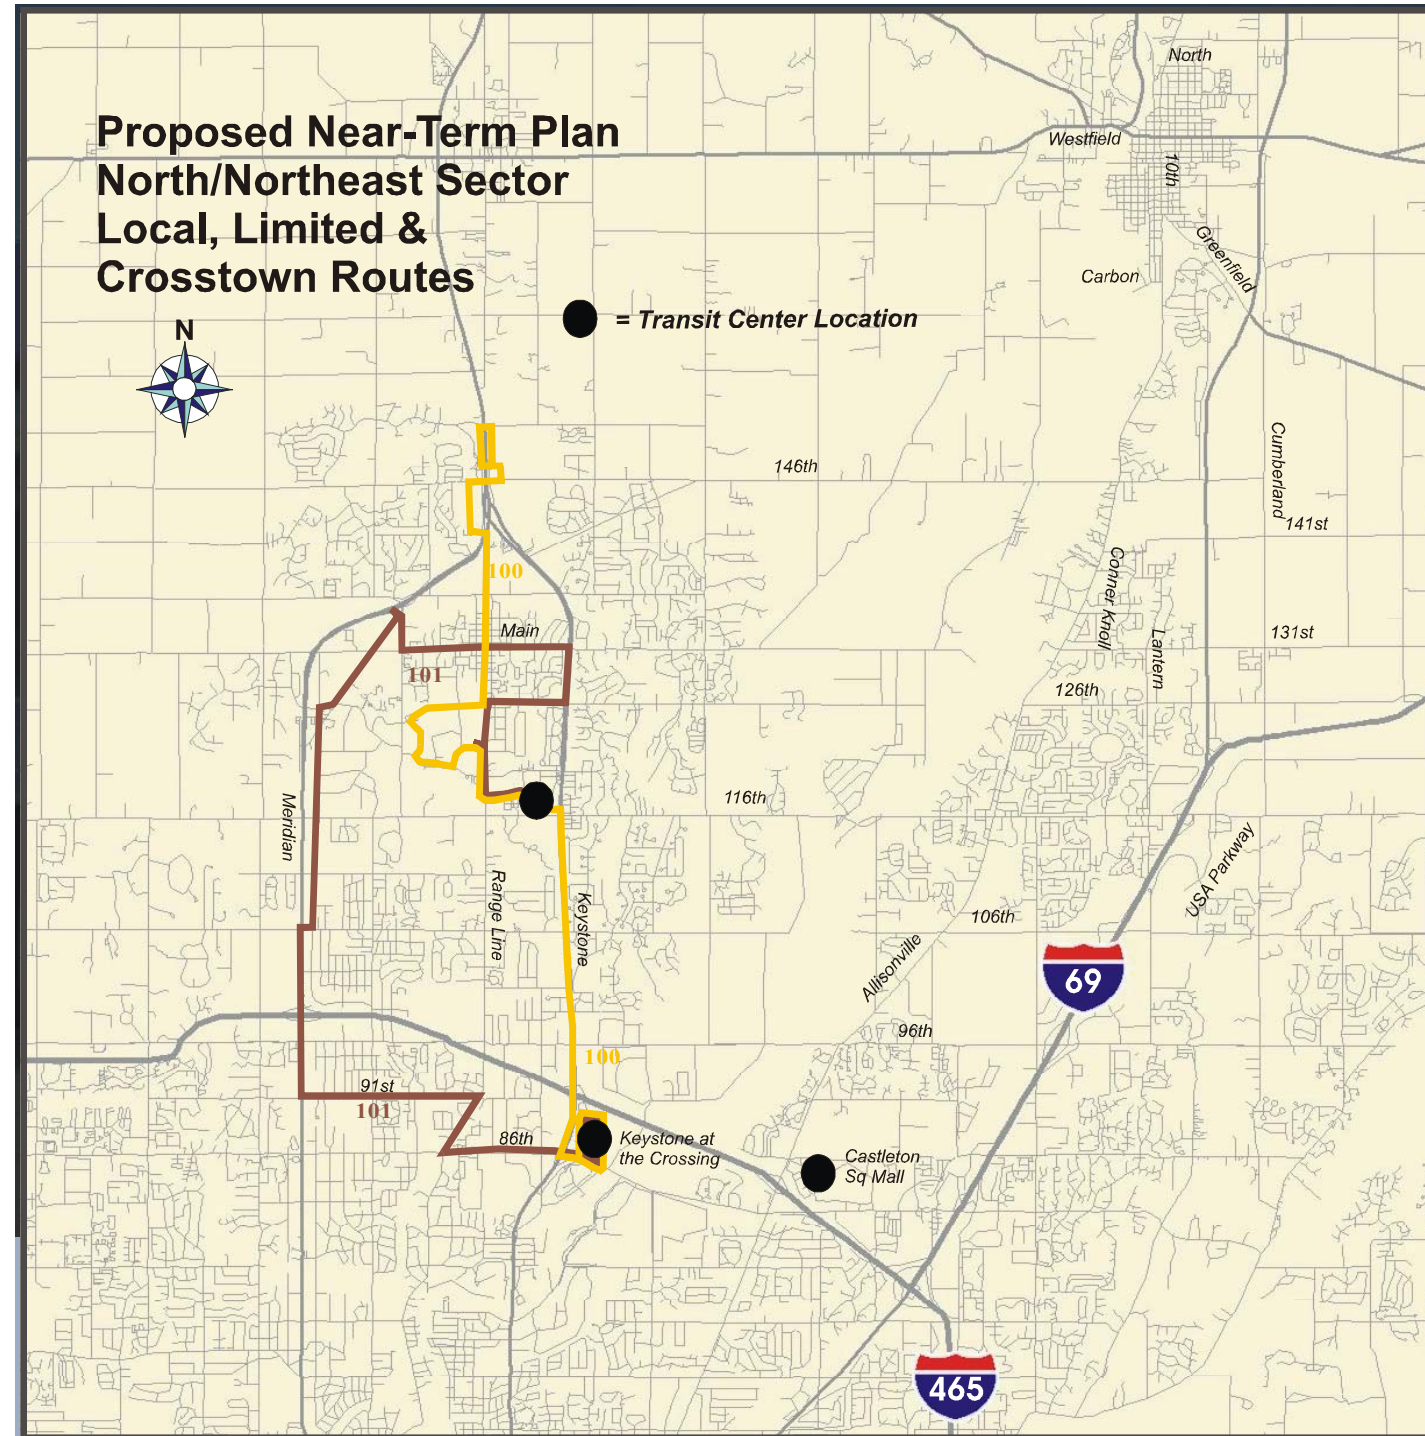 North
Proposed Near-Term Plan
North/Northeast Sector
Local, Limited &
Crosstown Routes
Westfield
10th
Greenfield
Carbon
= Transit Center Location
N
146th
Cumberland
141st
100
Conner Knoll
Main
131st
Lantern
101
126th
116th
Meridian
USA Parkway
Range Line
Keystone
106th
Allisonville
69
96th
100
91st
101
86th
Keystone at
the Crossing
Castleton
Sq Mall
465